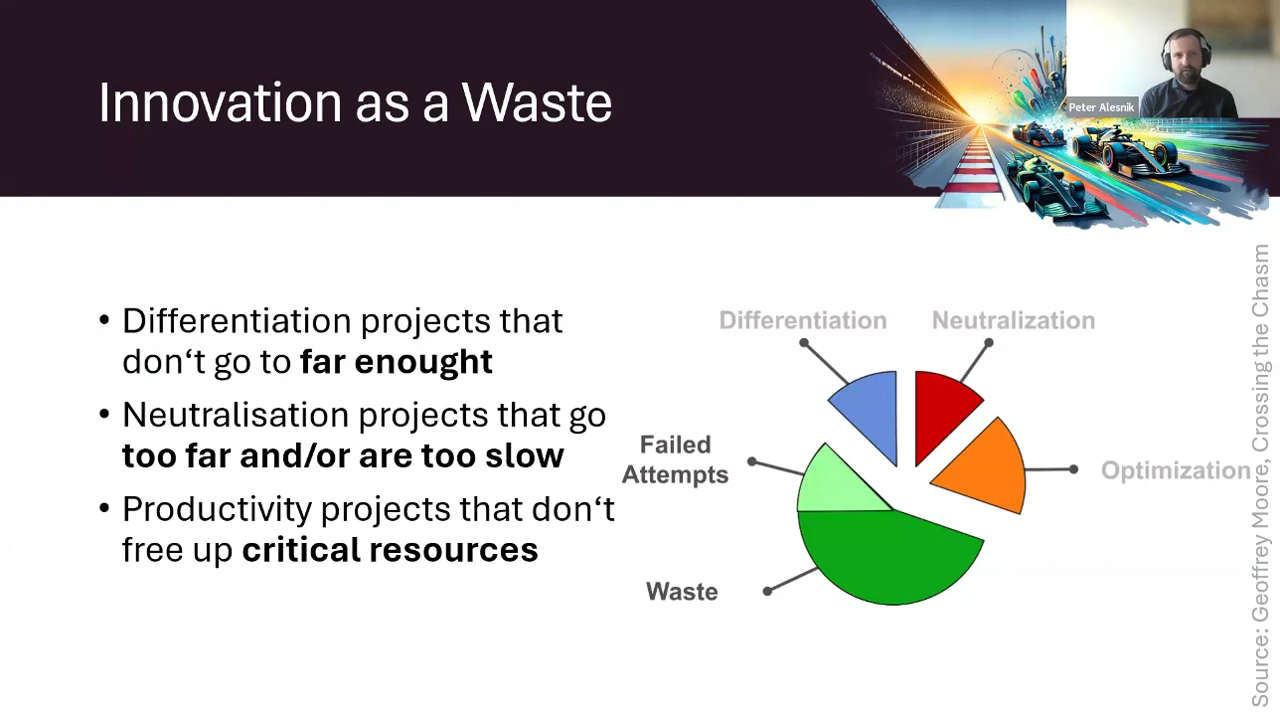 Innovation as a Waste
Peter Alesnik
• Differentiation projects that
don‘t go to far enought
• Neutralisation projects that go
too far and/or are too slow
• Productivity projects that don‘t
free up critical resources
Differentiation
Neutralization
Failed
Attempts
Optimization
Waste
Source: Geoffrey Moore, Crossing the Chasm